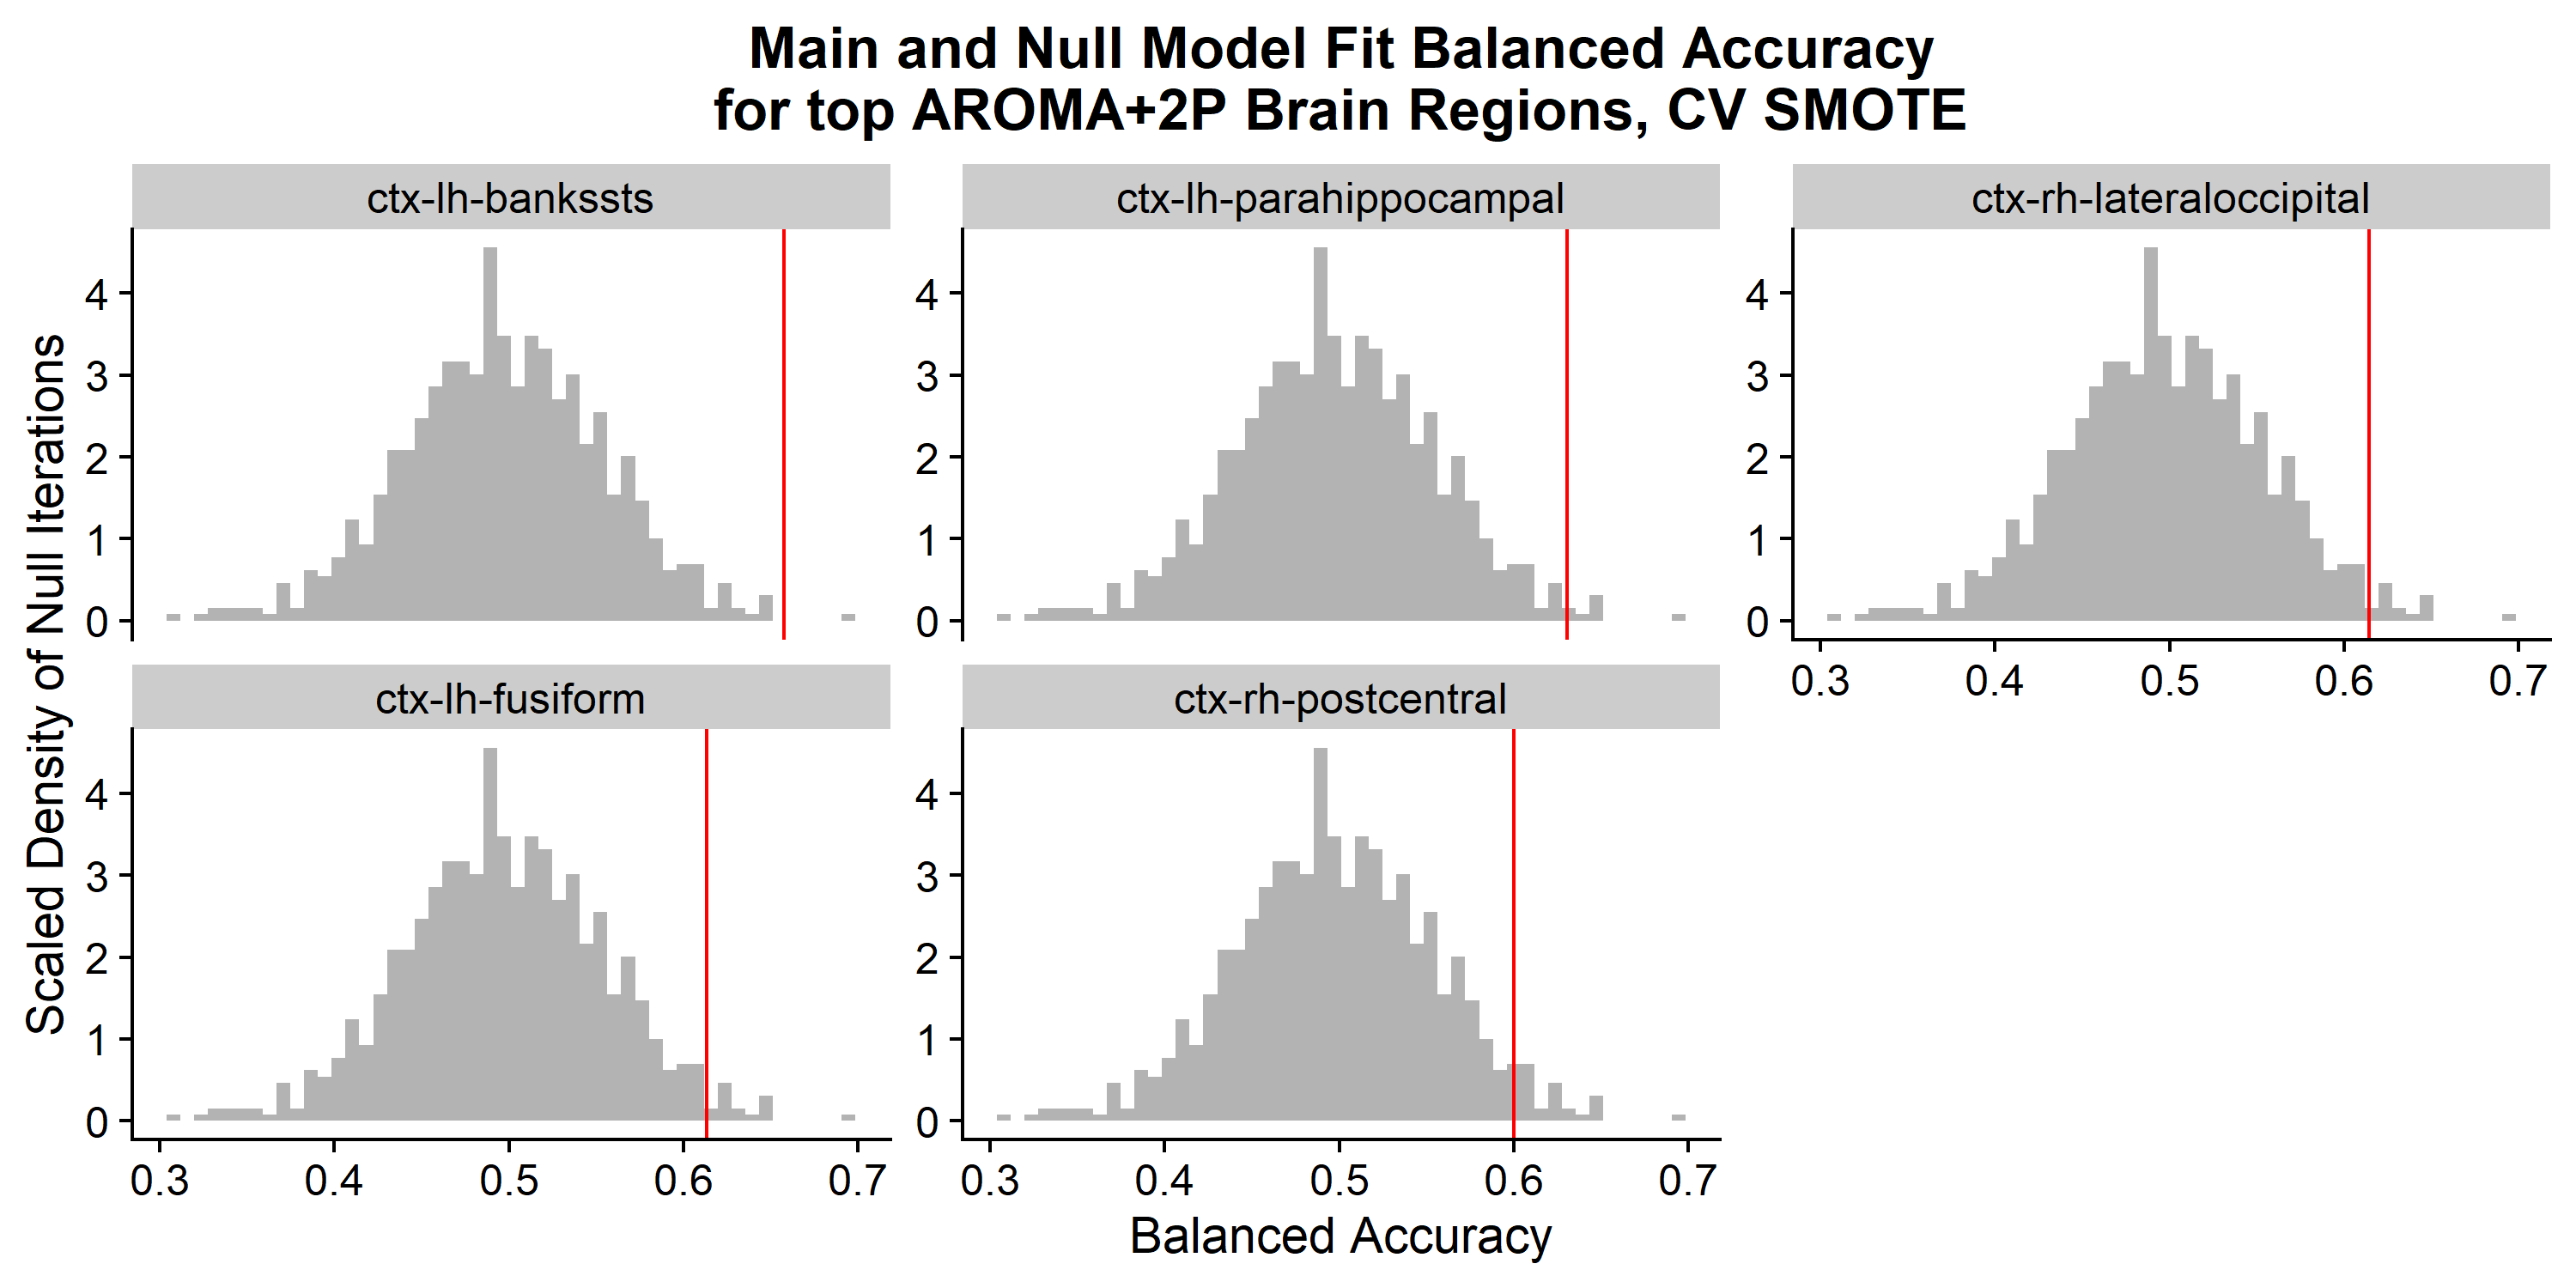 Main and Null Model Fit Balanced Accuracy
for top AROMA+2P Brain Regions, CV SMOTE
Scaled Density of Null Iterations
ctx-lh-bankssts
4
3
2
1
0
ctx-lh-parahippocampal
4
3
2
1
0
ctx-rh-lateraloccipital
4
3
2
1
0
0.3 0.4 0.5 0.6 0.7
ctx-lh-fusiform
4
3
2
1
0
0.3 0.4 0.5 0.6 0.7
ctx-rh-postcentral
4
3
2
1
0
0.3 0.4 0.5 0.6 0.7
Balanced Accuracy